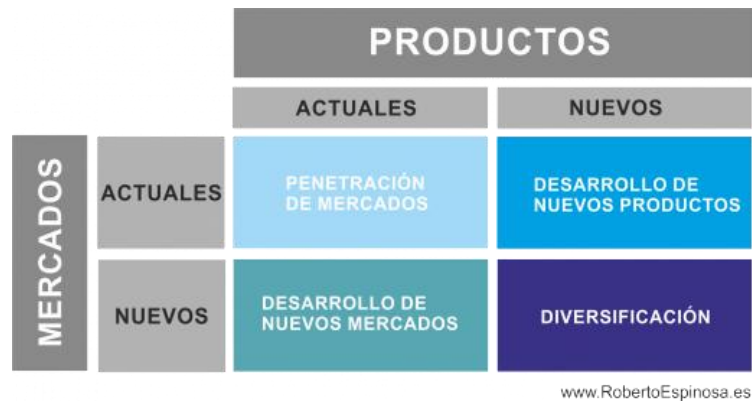 PRODUCTOS
ACTUALES
NUEVOS
MERCADOS
ACTUALES
PENETRACIÓN
DE MERCADOS
DESARROLLO DE
NUEVOS PRODUCTOS
NUEVOS
DESARROLLO DE
NUEVOS MERCADOS
DIVERSIFICACIÓN
www.RobertoEspinosa.es